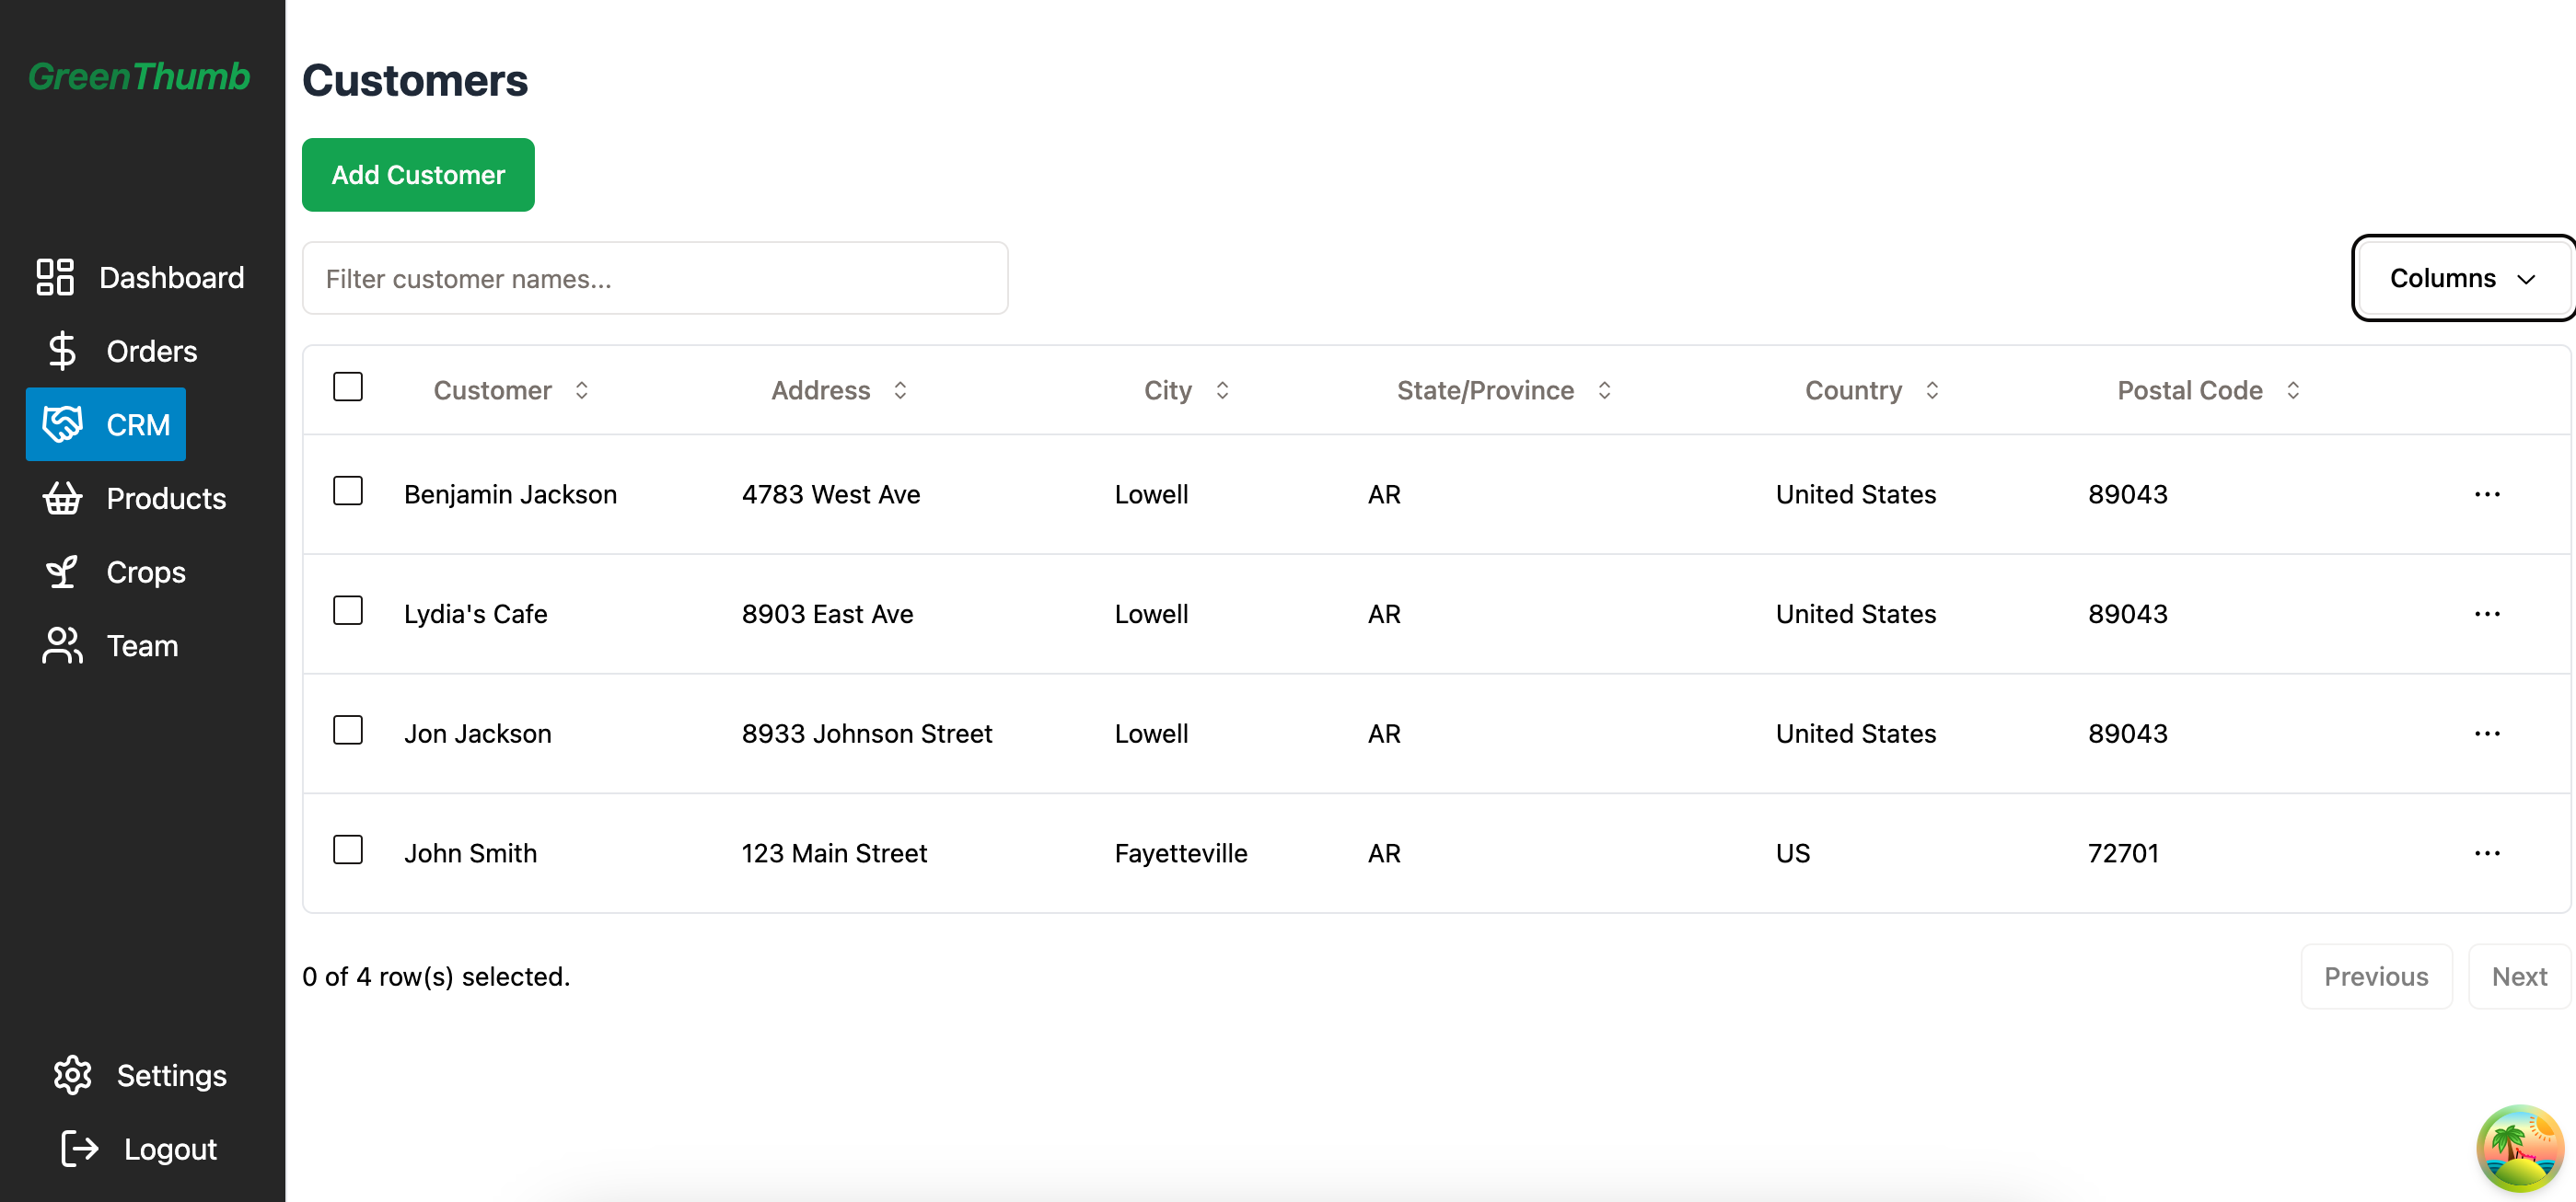 GreenThumb
Dashboard
Orders
CRM
Products
Crops
Team
Settings
Logout
Customers
Add Customer
Filter customer names...
Columns
Customer Address City State/Province Country Postal Code
Benjamin Jackson 4783 West Ave Lowell AR United States 89043 ...
Lydia's Cafe 8903 East Ave Lowell AR United States 89043 ...
Jon Jackson 8933 Johnson Street Lowell AR United States 89043 ...
John Smith 123 Main Street Fayetteville AR US 72701 ...
0 of 4 row(s) selected.
Previous Next